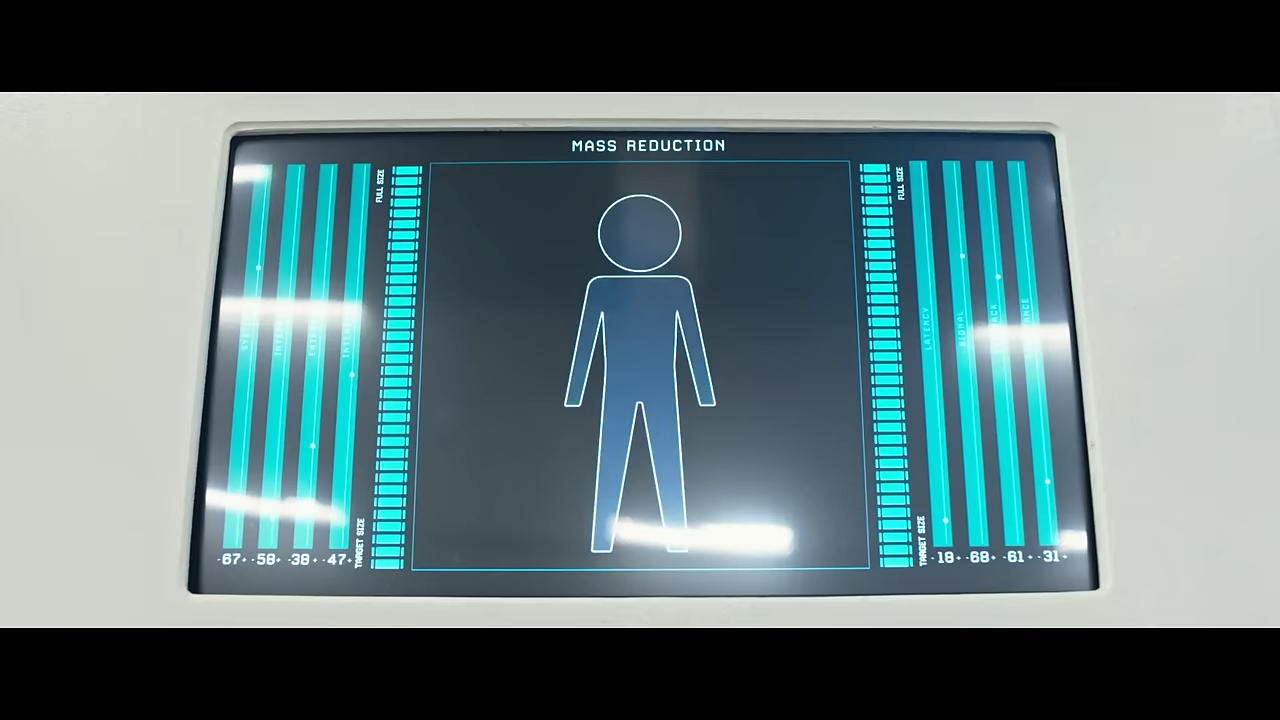 MASS REDUCTION
FULL SIZE
FULL SIZE
LATENCY
SIGNAL
TARGET SIZE
TARGET SIZE
-67+ -58+ -38+ -47+
-18+ -68+ -61+ -31+